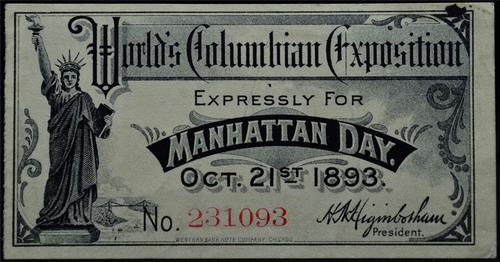 World's Columbian Exposition
EXPRESSLY FOR
MANHATTAN DAY.
OCT. 21ST 1893.
No. 231093
H.N. Higinbotham
President.
WESTERN BANK NOTE COMPANY, CHICAGO.